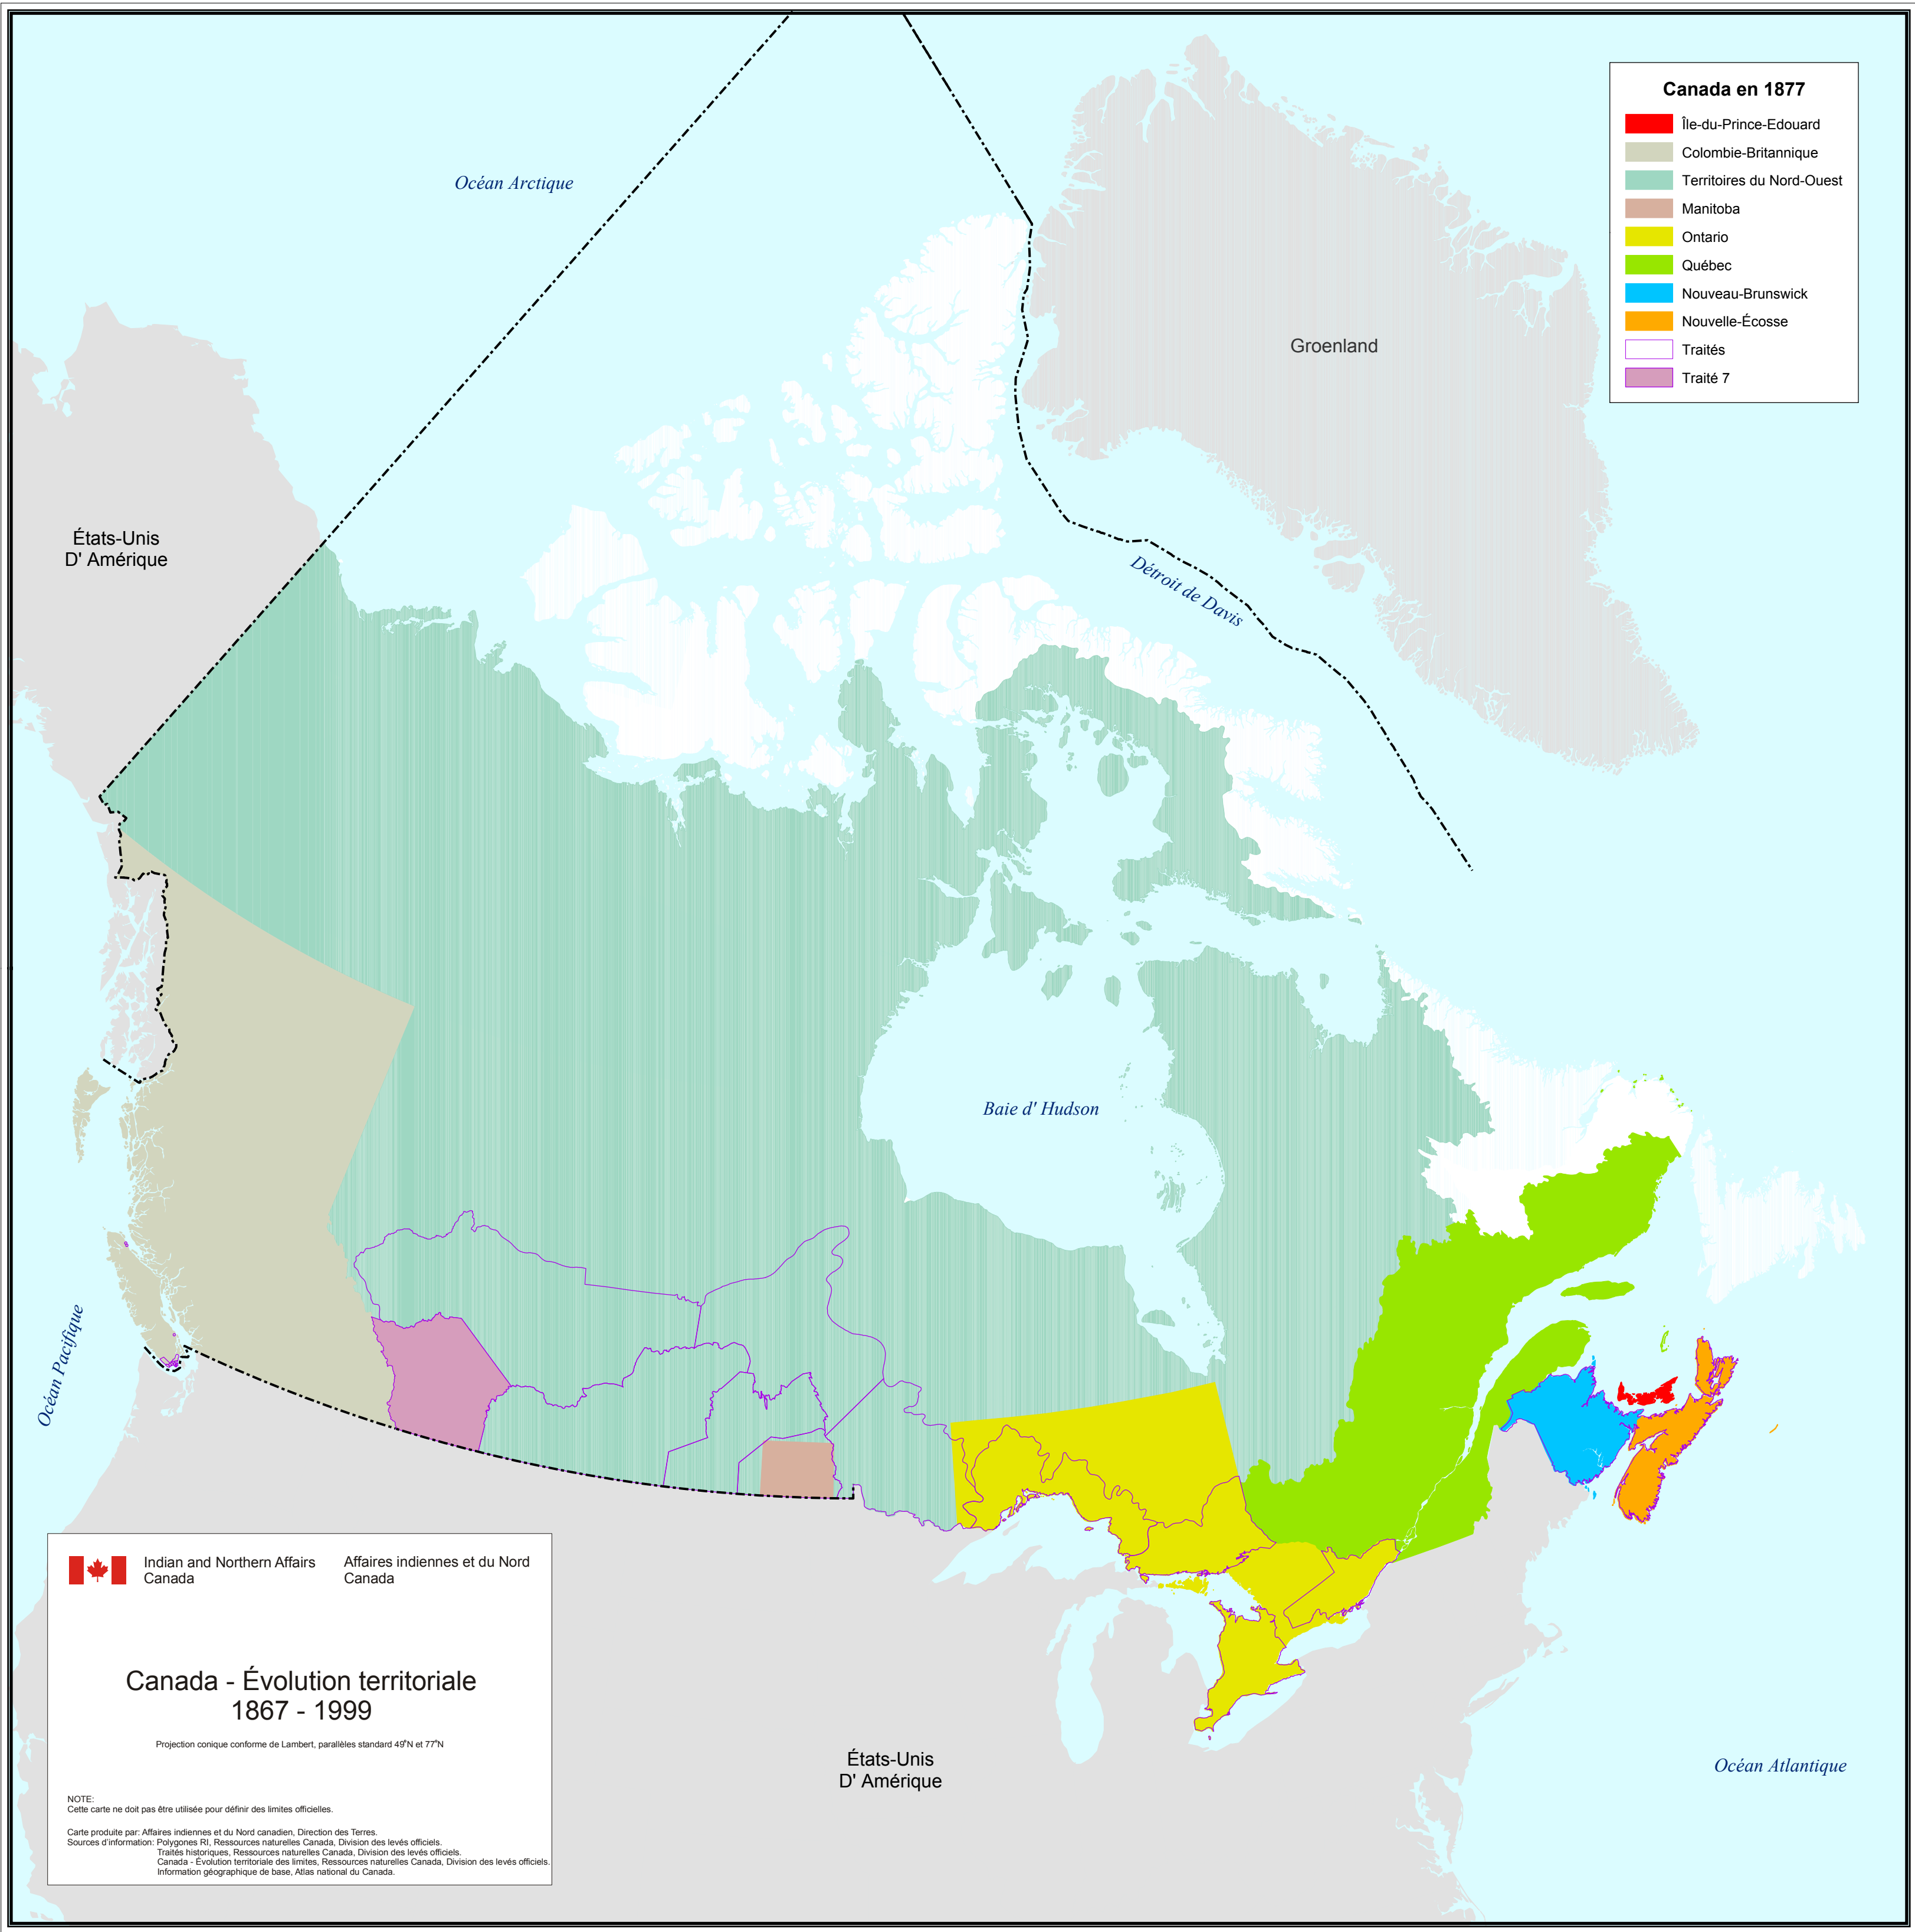 Canada en 1877
Île-du-Prince-Edouard
Colombie-Britannique
Territoires du Nord-Ouest
Manitoba
Ontario
Québec
Nouveau-Brunswick
Nouvelle-Écosse
Traités
Traité 7
Océan Arctique
Groenland
États-Unis
D' Amérique
Détroit de Davis
Baie d' Hudson
Océan Pacifique
États-Unis
D' Amérique
Océan Atlantique
Indian and Northern Affairs
Canada
Affaires indiennes et du Nord
Canada
Canada - Évolution territoriale
1867 - 1999
Projection conique conforme de Lambert, parallèles standard 49°N et 77°N
NOTE:
Cette carte ne doit pas être utilisée pour définir des limites officielles.
Carte produite par: Affaires indiennes et du Nord canadien, Direction des Terres.
Sources d'information: Polygones RI, Ressources naturelles Canada, Division des levés officiels.
Traités historiques, Ressources naturelles Canada, Division des levés officiels.
Canada - Évolution territoriale des limites, Ressources naturelles Canada, Division des levés officiels.
Information géographique de base, Atlas national du Canada.